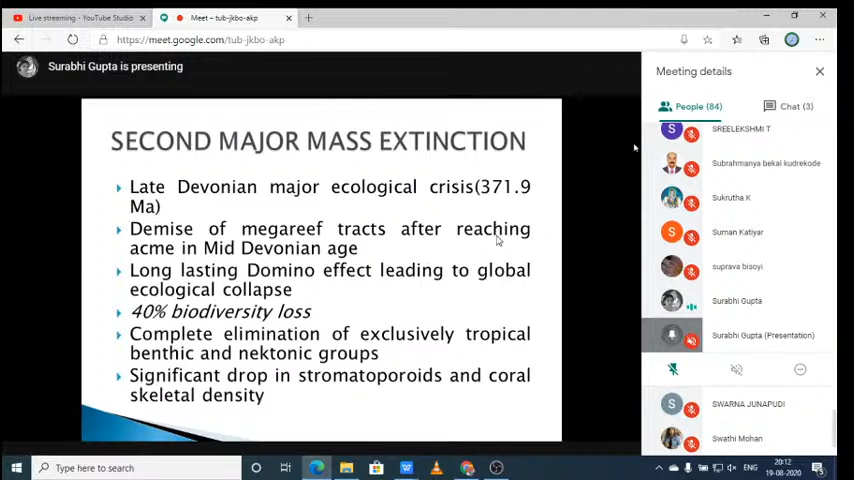 Live streaming - YouTube Studio
Meet – tub-jkbo-akp
https://meet.google.com/tub-jkbo-akp
Surabhi Gupta is presenting
SECOND MAJOR MASS EXTINCTION
Late Devonian major ecological crisis(371.9
Ma)
Demise of megareef tracts after reaching
acme in Mid Devonian age
Long lasting Domino effect leading to global
ecological collapse
40% biodiversity loss
Complete elimination of exclusively tropical
benthic and nektonic groups
Significant drop in stromatoporoids and coral
skeletal density
Meeting details
People (84)
Chat (3)
SREELEKSHMI T
Subrahmanya bekal kudrekode
Sukrutha K
S
Suman Katiyar
suprava bisoyi
Surabhi Gupta
Surabhi Gupta (Presentation)
S
SWARNA JUNAPUDI
Swathi Mohan
Type here to search
ENG
20:12
19-08-2020